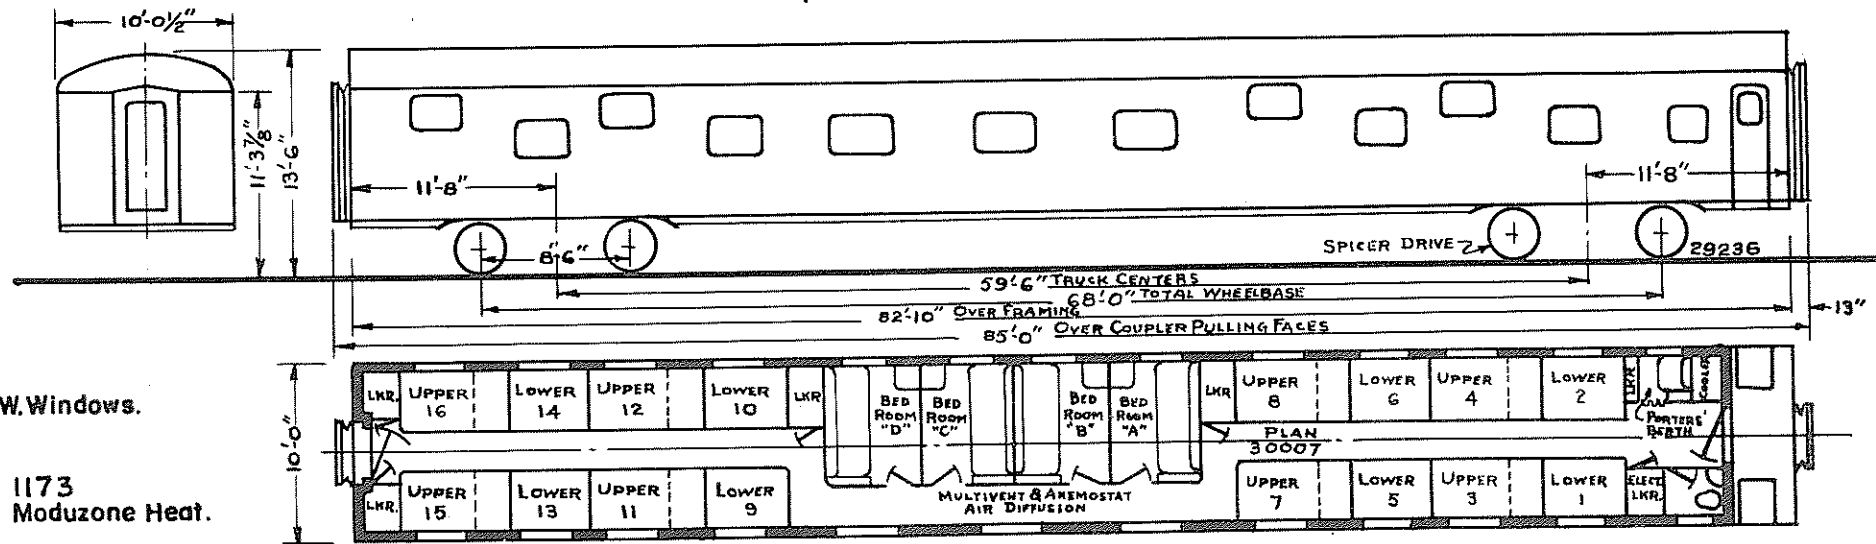 10'-0½"
11'-3⅞"
13'-6"
11'-8"
11'-8"
8'-6"
SPICER DRIVE
29236
59'-6" TRUCK CENTERS
68'-0" TOTAL WHEELBASE
82'-10" OVER FRAMING
13"
85'-0" OVER COUPLER PULLING FACES
W.Windows.
1173
Moduzone Heat.
10'-0"
LKR.
UPPER
16
LOWER
14
UPPER
12
LOWER
10
LKR
BED
ROOM
"D"
BED
ROOM
"C"
BED
ROOM
"B"
BED
ROOM
"A"
LKR
UPPER
8
LOWER
6
UPPER
4
LOWER
2
LKR
COOLER
PORTERS'
BERTH
PLAN
30007
LKR.
UPPER
15
LOWER
13
UPPER
11
LOWER
9
MULTIVENT & ANEMOSTAT
AIR DIFFUSION
UPPER
7
LOWER
5
UPPER
3
LOWER
1
ELECT.
LKR.